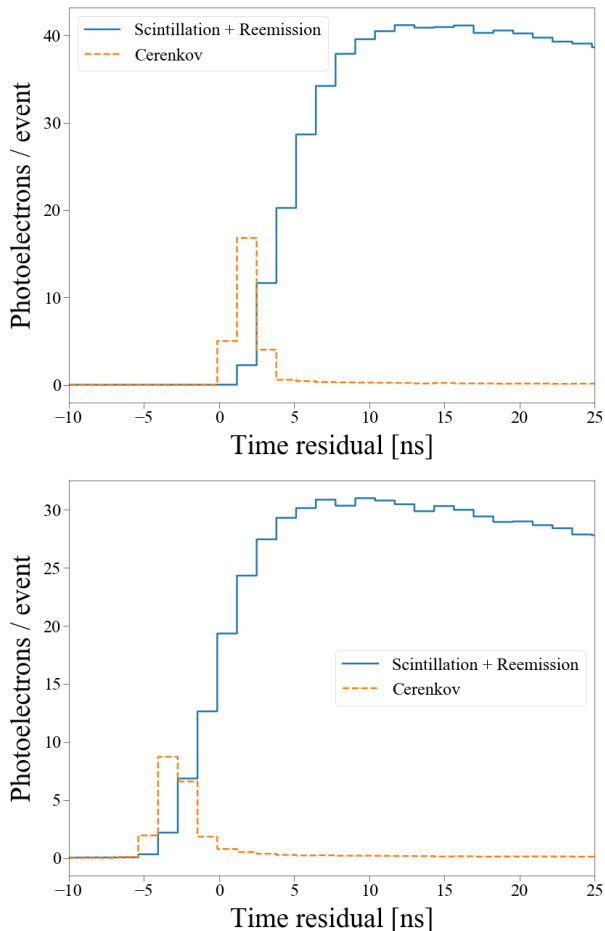 Scintillation + Reemission
Cerenkov
40
30
20
10
0
Photoelectrons / event
−10 −5 0 5 10 15 20 25
Time residual [ns]
30
25
20
15
10
5
0
Photoelectrons / event
Scintillation + Reemission
Cerenkov
−10 −5 0 5 10 15 20 25
Time residual [ns]